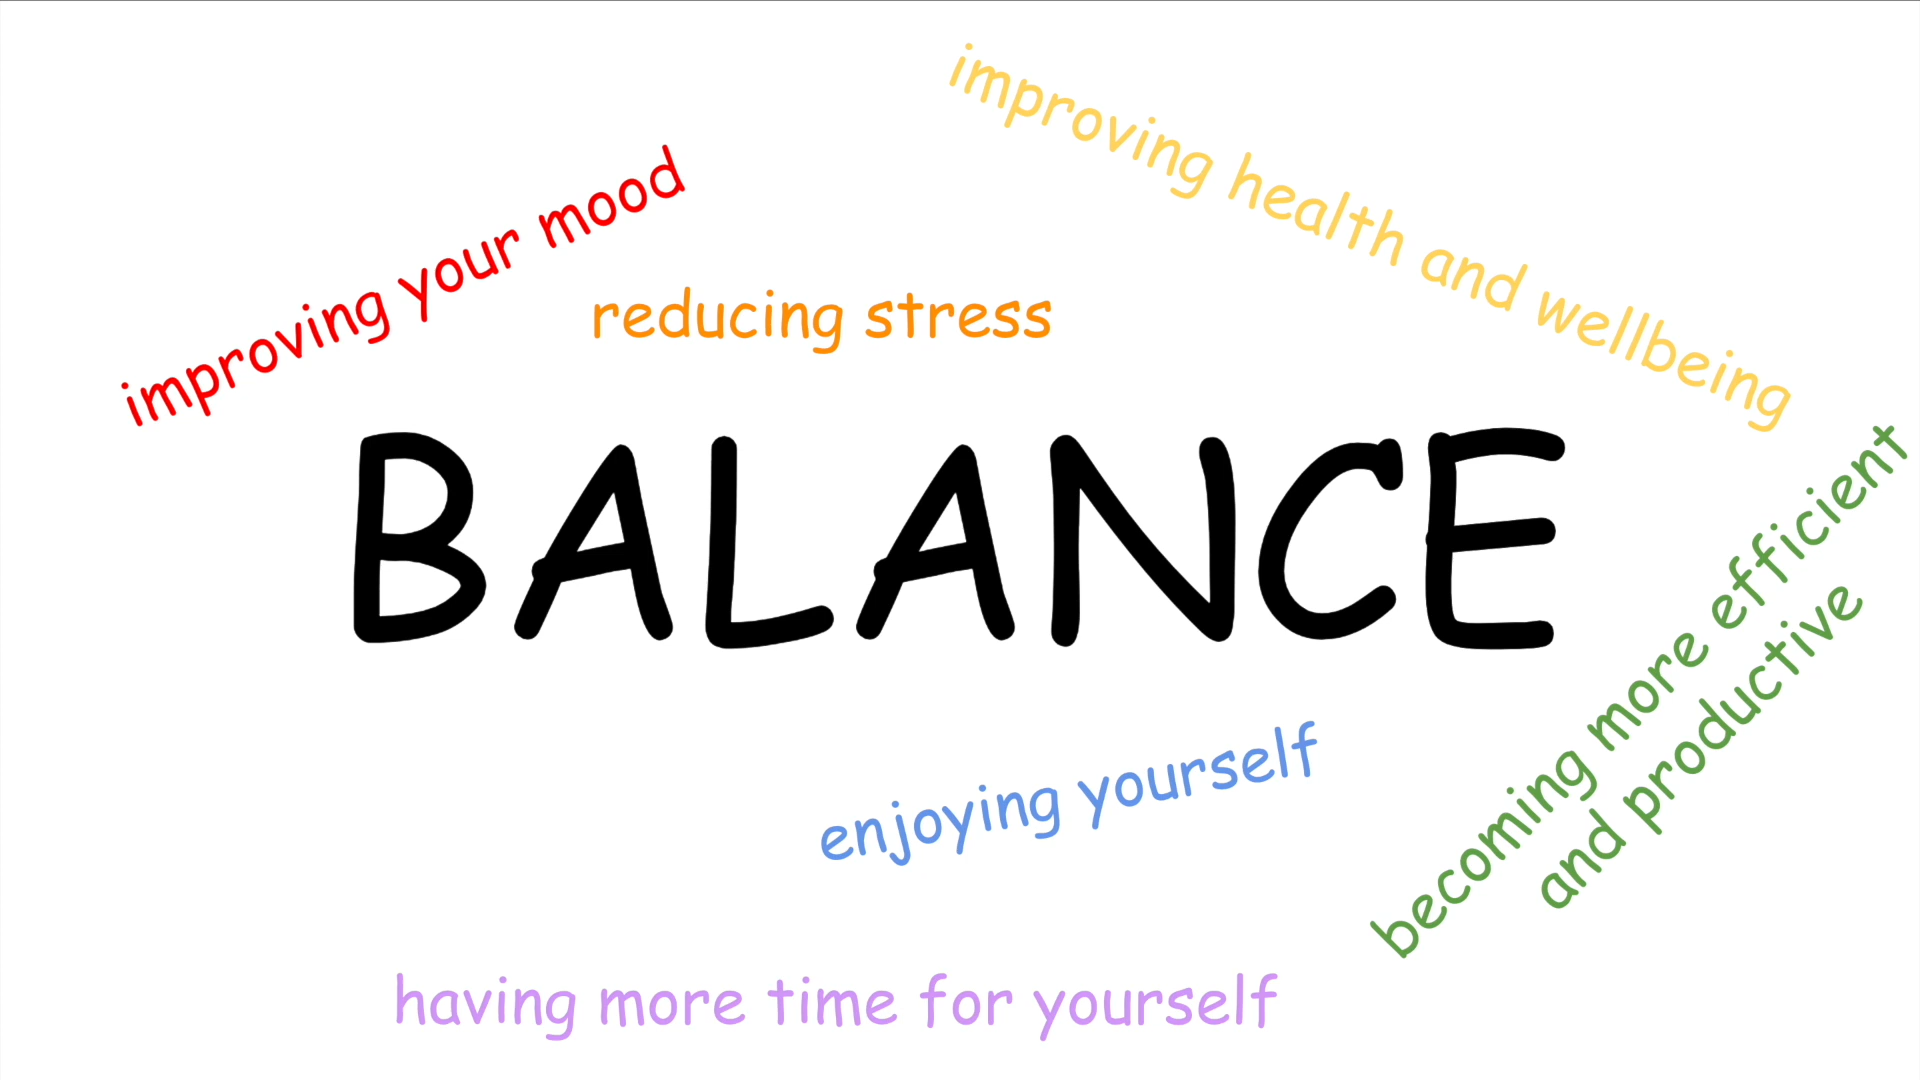 improving health and wellbeing
improving your mood
reducing stress
BALANCE
becoming more efficient
and productive
enjoying yourself
having more time for yourself